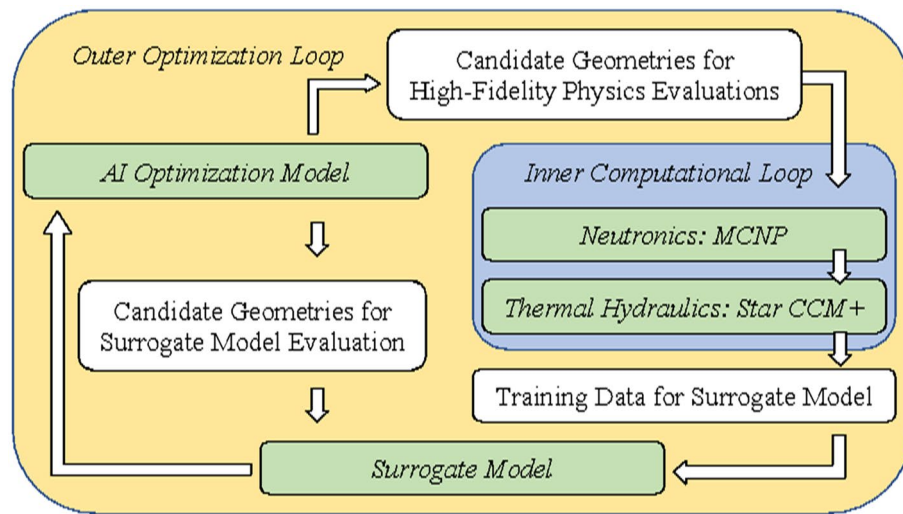 Outer Optimization Loop
Candidate Geometries for
High-Fidelity Physics Evaluations
AI Optimization Model
Inner Computational Loop
Neutronics: MCNP
Thermal Hydraulics: Star CCM+
Candidate Geometries for
Surrogate Model Evaluation
Training Data for Surrogate Model
Surrogate Model